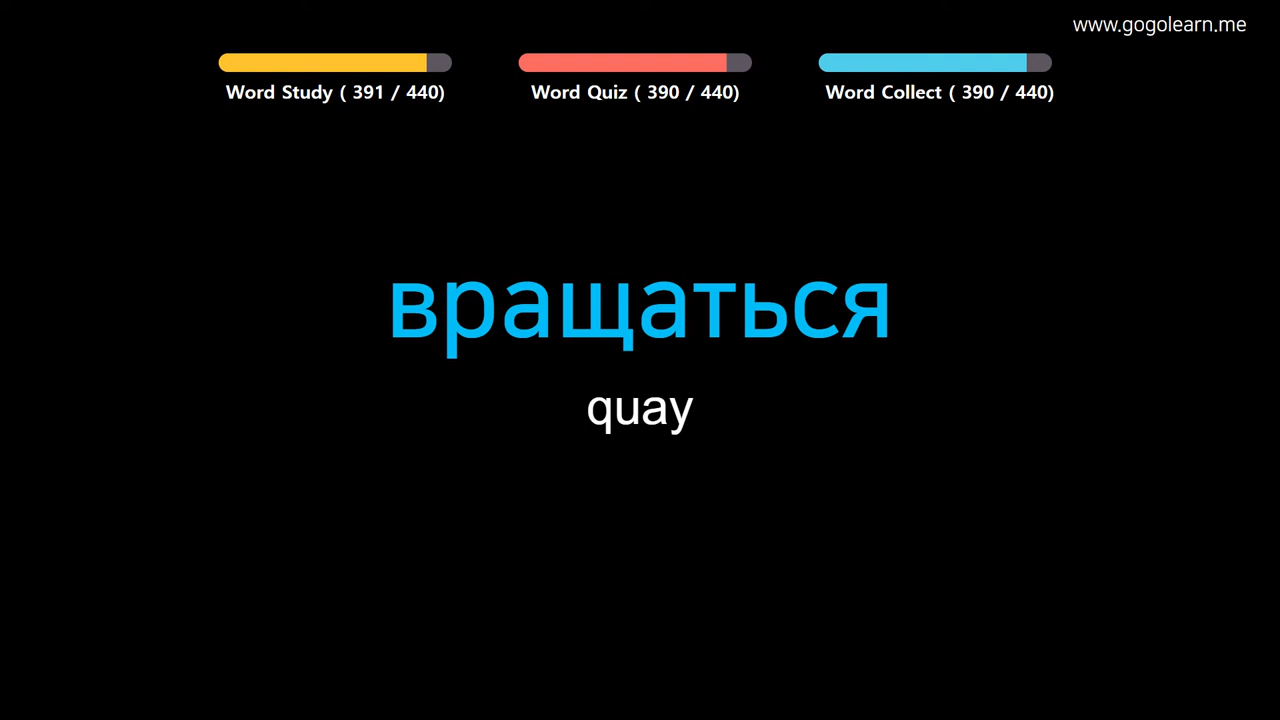 www.gogolearn.me
Word Study ( 391 / 440)
Word Quiz ( 390 / 440)
Word Collect ( 390 / 440)
вращаться
quay